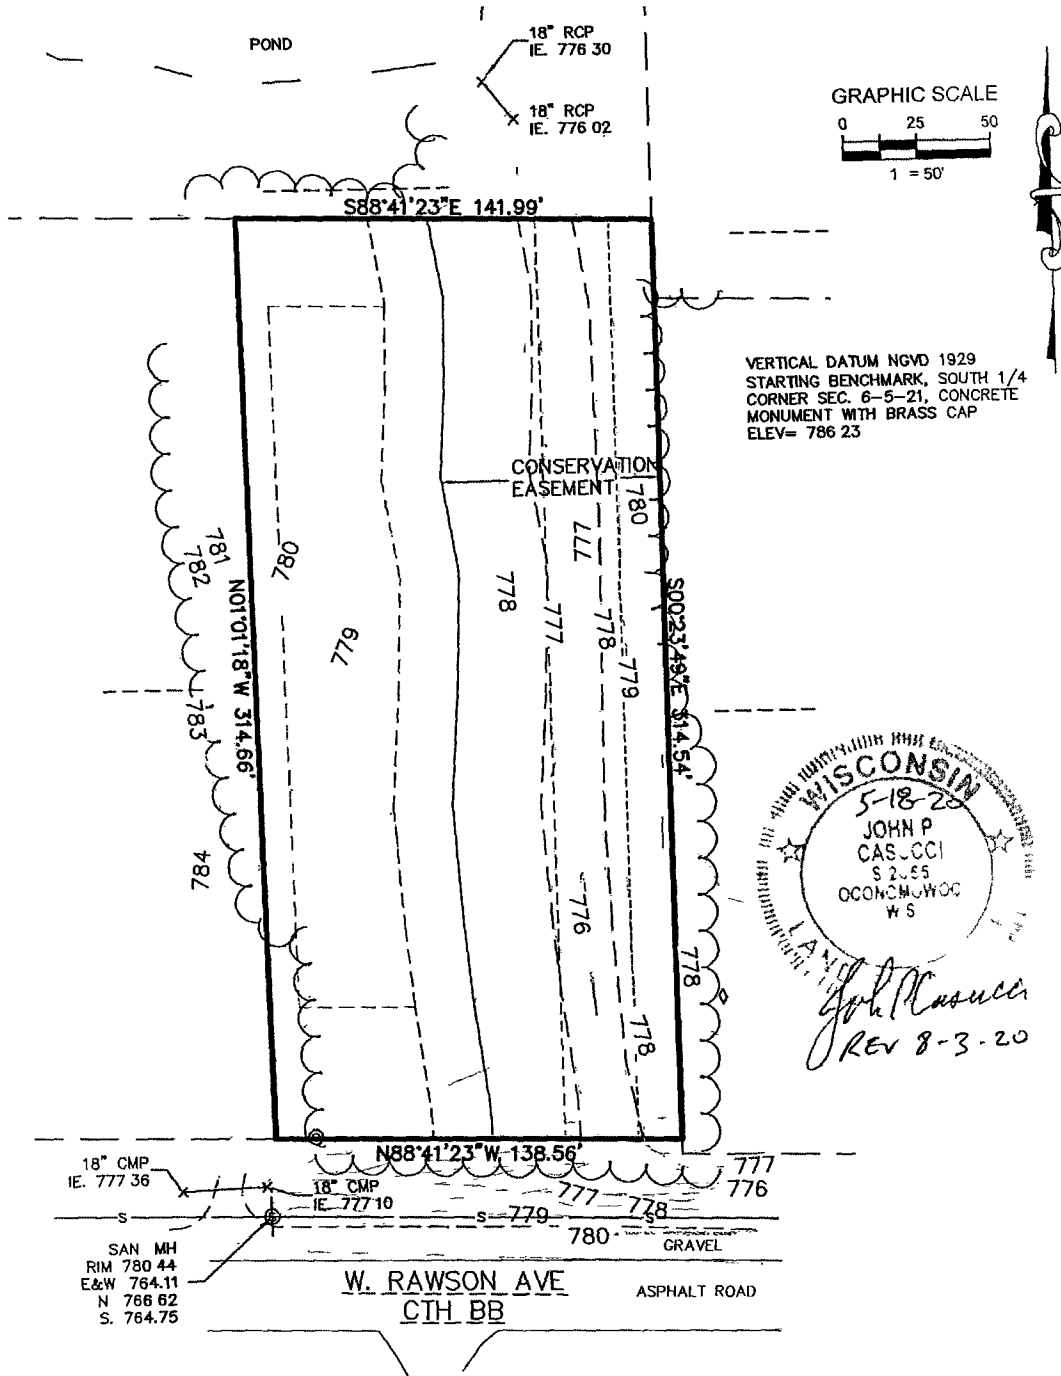 POND
18" RCP
IE. 776 30
18" RCP
IE. 776 02
GRAPHIC SCALE
0 25 50
1 = 50'
S88°41'23"E 141.99'
VERTICAL DATUM NGVD 1929
STARTING BENCHMARK, SOUTH 1/4
CORNER SEC. 6-5-21, CONCRETE
MONUMENT WITH BRASS CAP
ELEV= 786 23
CONSERVATION
EASEMENT
780
777
781
782
780
778
777
778
779
779
N01°01'18"W 314.66'
S00°23'49"E 314.54'
783
784
776
778
778
WISCONSIN
5-18-20
JOHN P
OCONOMOWOC
W S
LAND
John P Casucci
REV 8-3-20
N88°41'23"W 138.56'
18" CMP
IE. 777 36
18" CMP
IE. 777 10
777
776
777
778
S
S
779
S
780
GRAVEL
SAN MH
RIM 780 44
E&W 764.11
N 766 62
S. 764.75
W. RAWSON AVE
CTH BB
ASPHALT ROAD